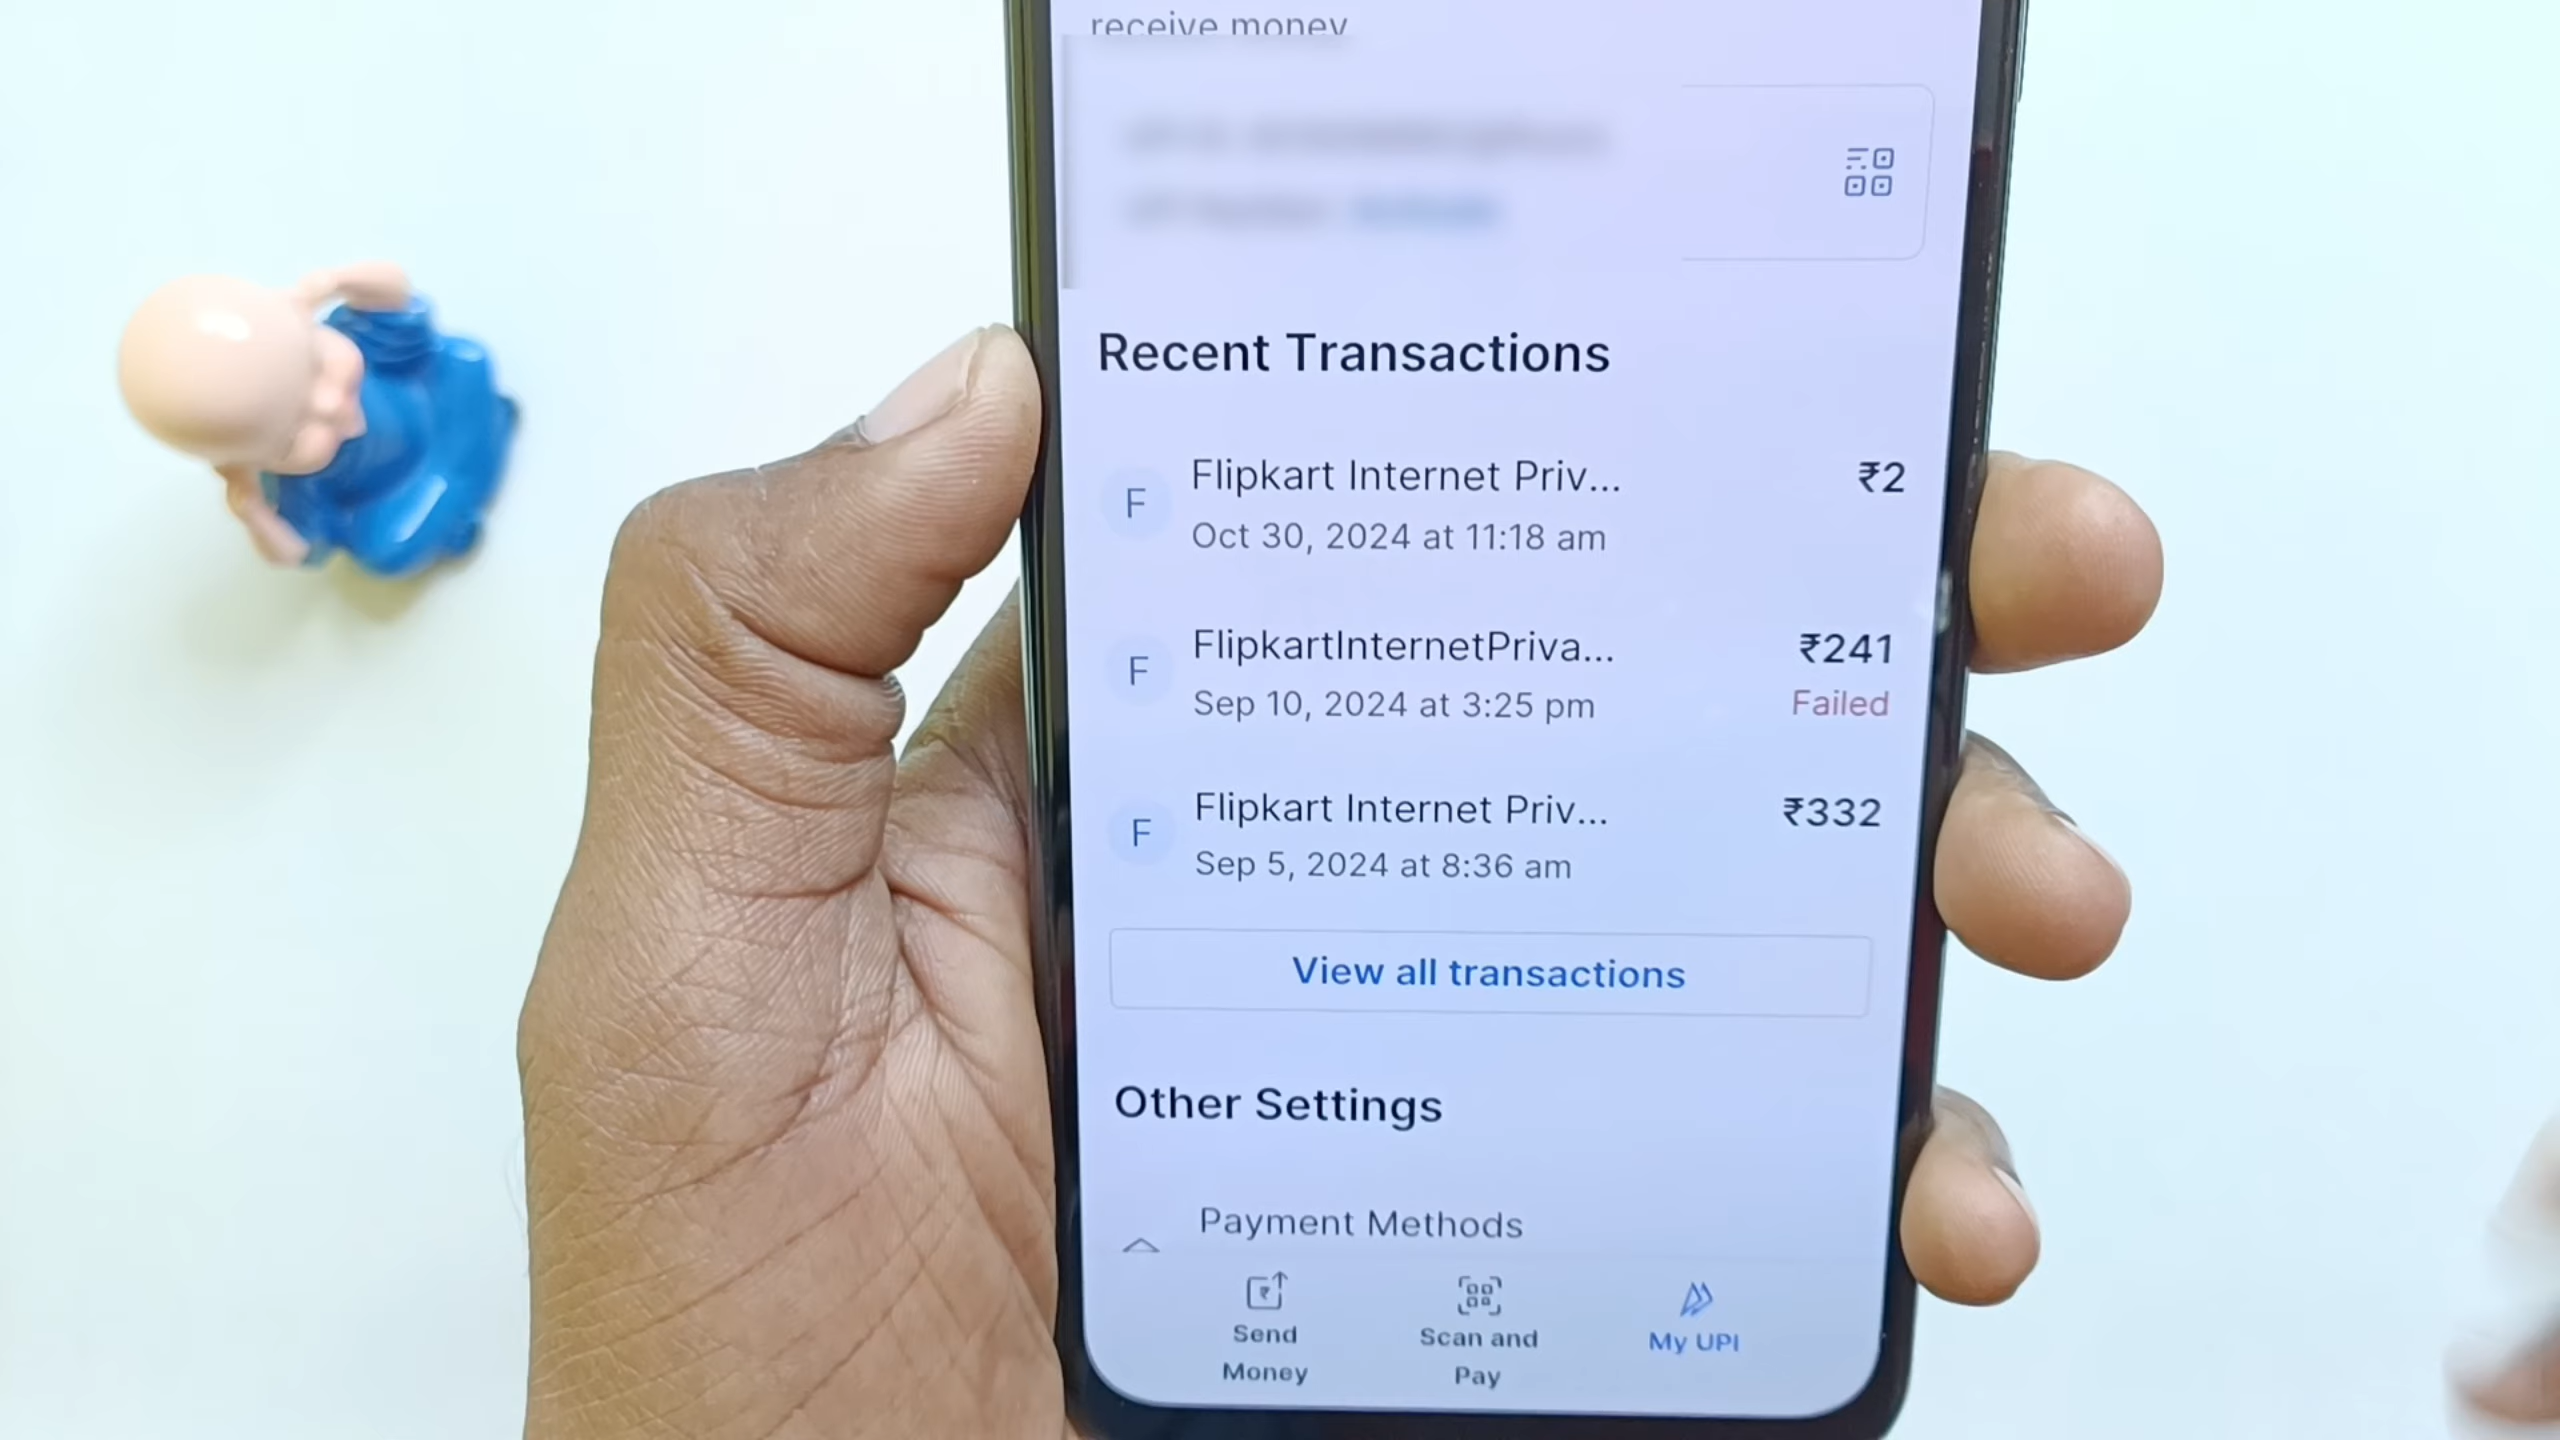 receive money
Recent Transactions
F
Flipkart Internet Priv...
₹2
Oct 30, 2024 at 11:18 am
F
FlipkartInternetPriva...
₹241
Sep 10, 2024 at 3:25 pm
Failed
F
Flipkart Internet Priv...
₹332
Sep 5, 2024 at 8:36 am
View all transactions
Other Settings
Payment Methods
Send
Money
Scan and
Pay
My UPI